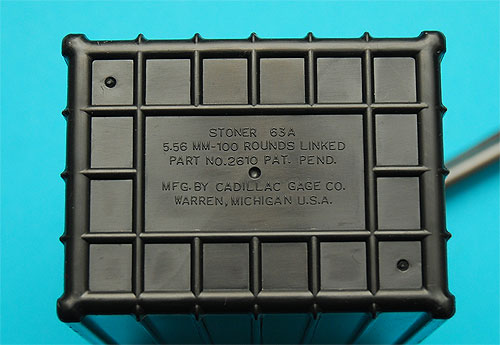 STONER 63A
5.56 MM-100 ROUNDS LINKED
PART NO.2610 PAT. PEND.
MFG. BY CADILLAC GAGE CO.
WARREN, MICHIGAN U.S.A.